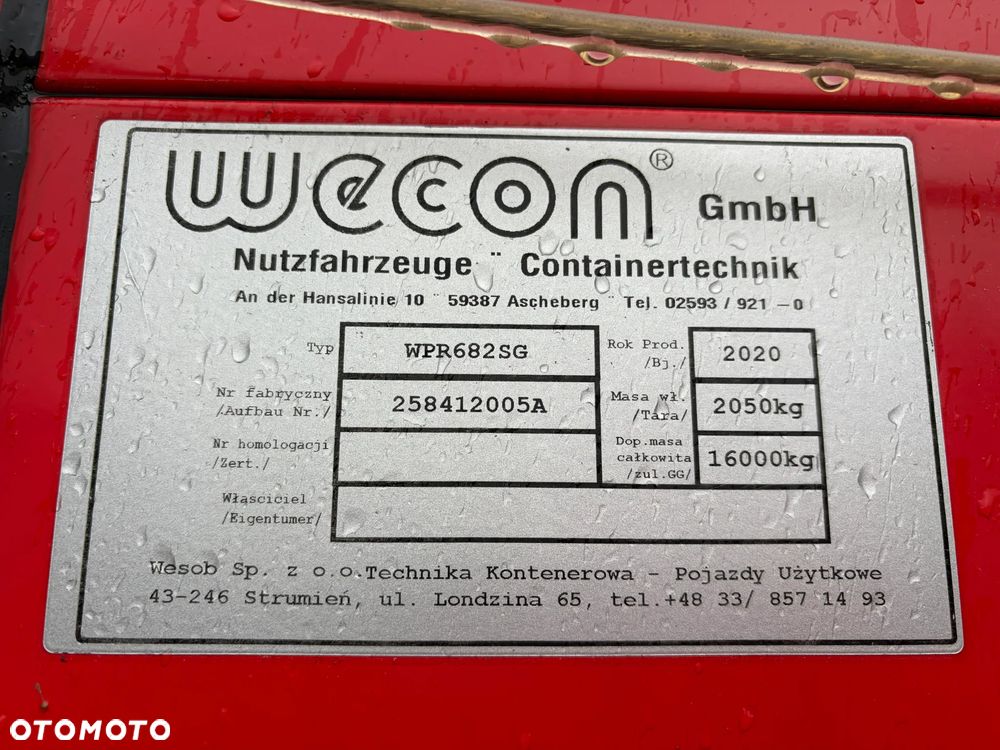 wecon® GmbH
Nutzfahrzeuge ¨ Containertechnik
An der Hansalinie 10 ¨ 59387 Ascheberg ¨ Tel. 02593 / 921 -0
Typ WPR682SG Rok Prod. /Bj./ 2020
Nr fabryczny /Aufbau Nr./ 258412005A Masa wł. /Tara/ 2050kg
Nr homologacji /Zert./ Dop.masa całkowita /zul.GG/ 16000kg
Właściciel
/Eigentumer/
Wesob Sp. z o.o.Technika Kontenerowa - Pojazdy Użytkowe
43-246 Strumień, ul. Londzina 65, tel.+48 33/ 857 14 93
OTOMOTO